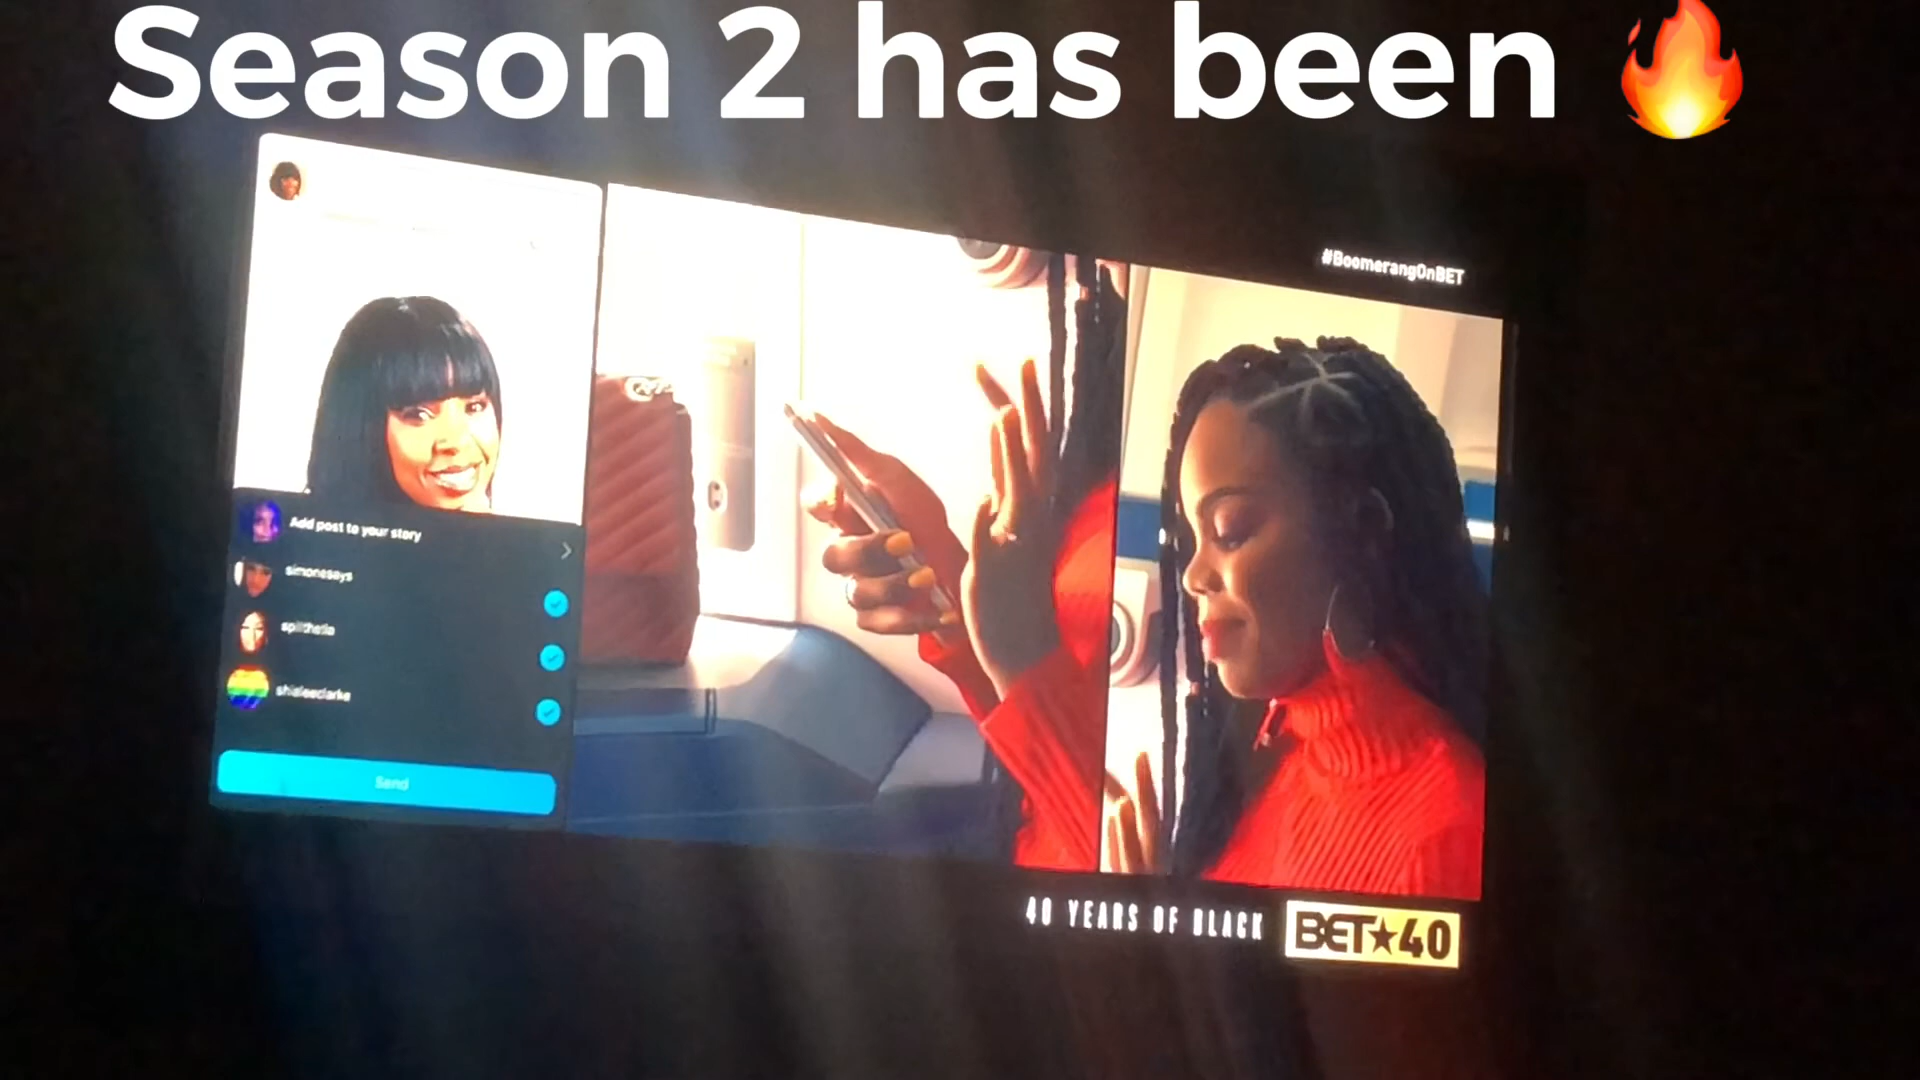 Season 2 has been 🔥
#BoomerangOnBET
Add post to your story
simonesays
spillthetia
shialeeclarke
Send
40 YEARS OF BLACK
BET★40